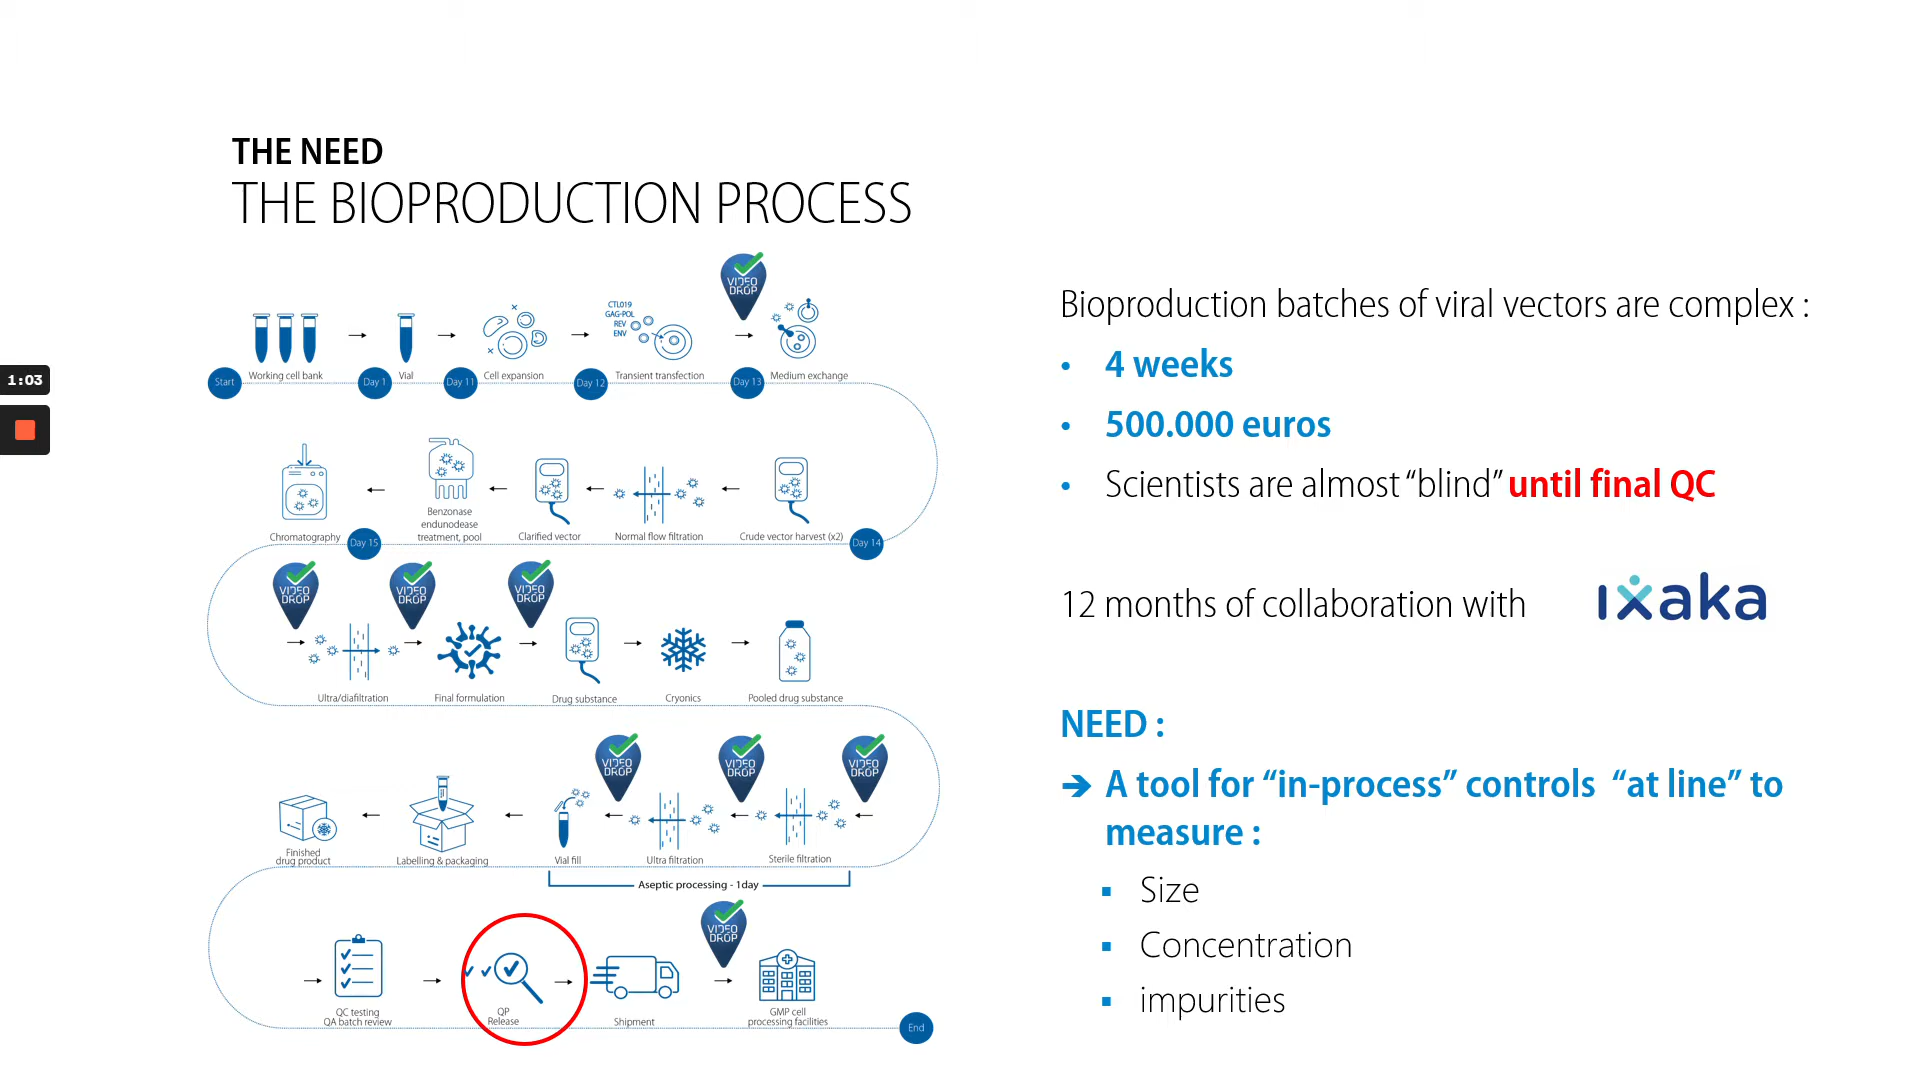 THE NEED
THE BIOPRODUCTION PROCESS
VIDEO
DROP
CTL019
GAG-POL
REV
ENV
Start
Working cell bank
Day 1
Vial
Day 11
Cell expansion
Day 12
Transient transfection
Day 13
Medium exchange
Chromatography
Day 15
Benzonase
endunodease
treatment, pool
Clarified vector
Normal flow filtration
Crude vector harvest (x2)
Day 14
VIDEO
DROP
VIDEO
DROP
VIDEO
DROP
Ultra/diafiltration
Final formulation
Drug substance
Cryonics
Pooled drug substance
VIDEO
DROP
VIDEO
DROP
VIDEO
DROP
Finished
drug product
Labelling & packaging
Vial fill
Ultra filtration
Sterile filtration
Aseptic processing - 1day
VIDEO
DROP
QC testing
QA batch review
QP
Release
Shipment
GMP cell
processing facilities
End
1:03
Bioproduction batches of viral vectors are complex :
• 4 weeks
• 500.000 euros
• Scientists are almost “blind” until final QC
12 months of collaboration with ixaka
NEED :
➔ A tool for “in-process” controls “at line” to
measure :
▪ Size
▪ Concentration
▪ impurities